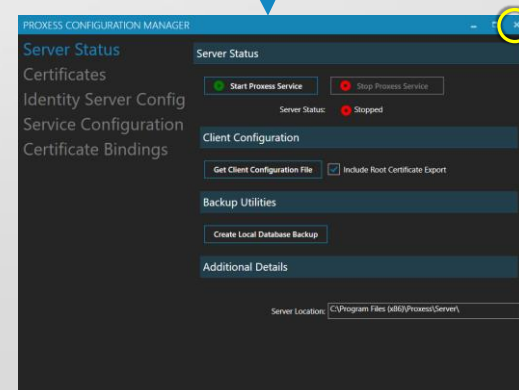 PROXESS CONFIGURATION MANAGER
Server Status
Certificates
Identity Server Config
Service Configuration
Certificate Bindings
Server Status
Start Proxess Service
Stop Proxess Service
Server Status:
Stopped
Client Configuration
Get Client Configuration File
Include Root Certificate Export
Backup Utilities
Create Local Database Backup
Additional Details
Server Location:
C:\Program Files (x86)\Proxess\Server\